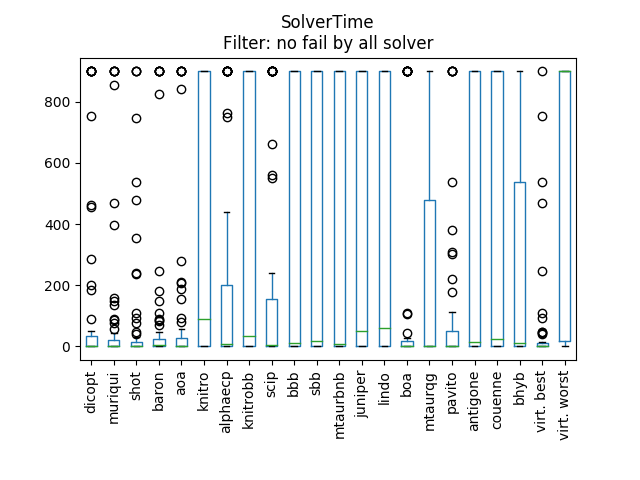 SolverTime
Filter: no fail by all solver
800
600
400
200
0
dicopt
muriqui
shot
baron
aoa
knitro
alphaecp
knitrobb
scip
bbb
sbb
mtaurbnb
juniper
lindo
boa
mtaurqg
pavito
antigone
couenne
bhyb
virt. best
virt. worst